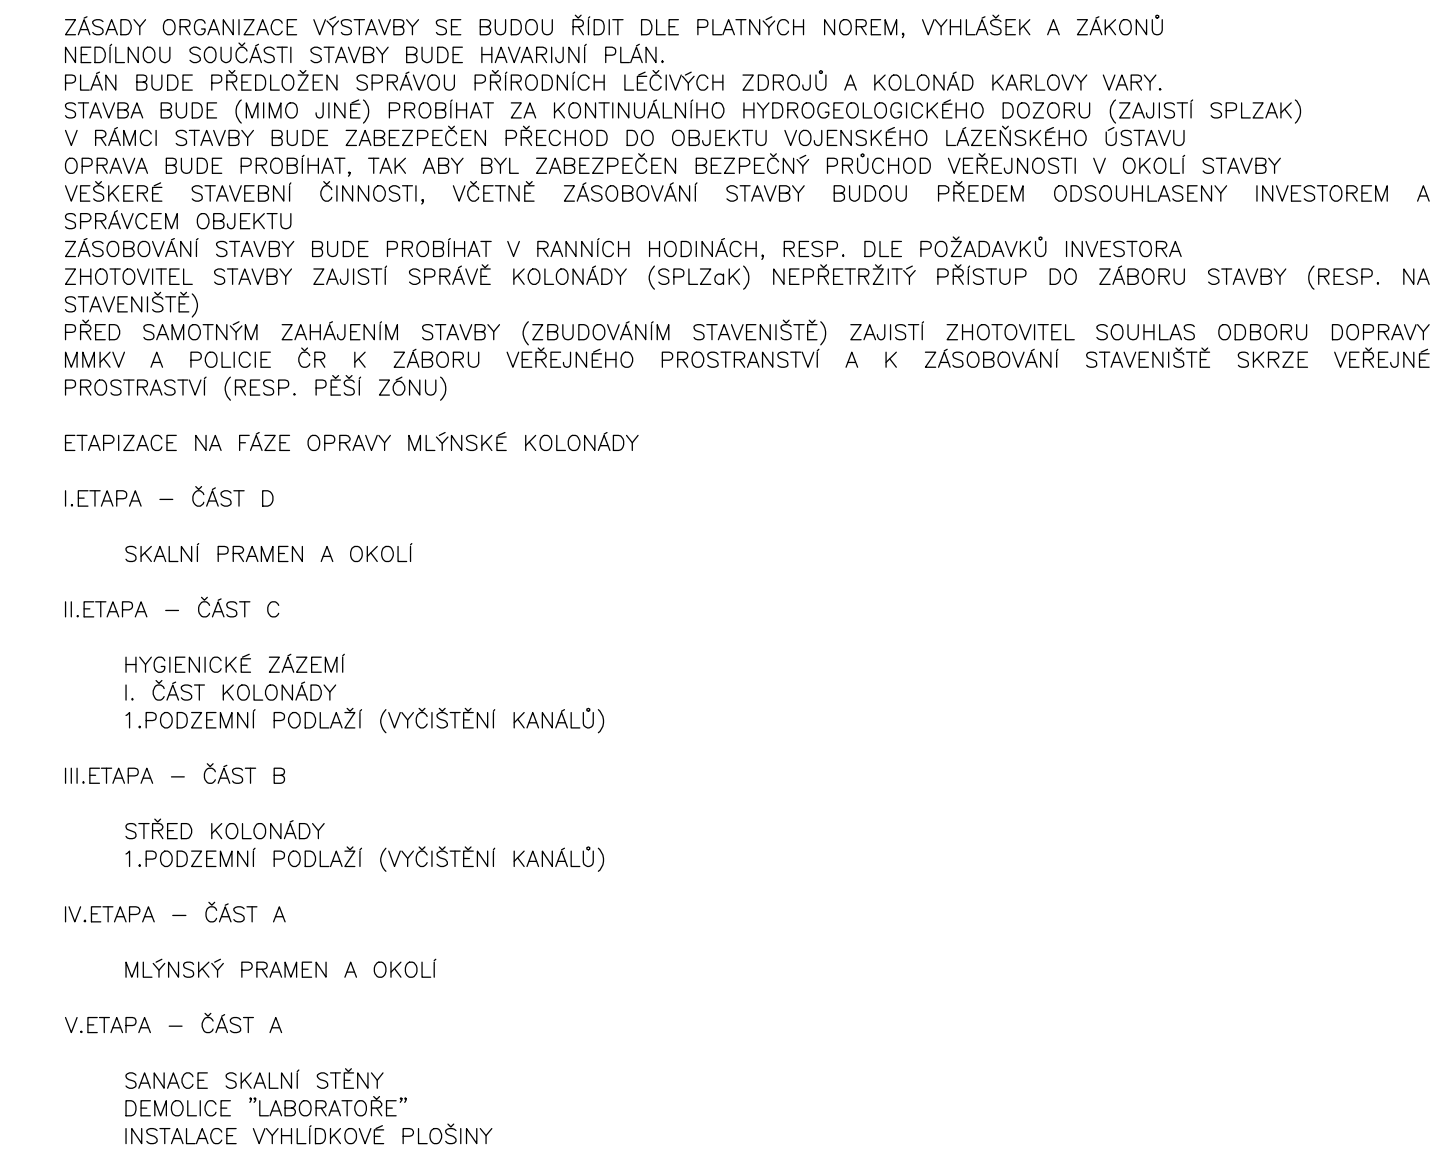 ZÁSADY ORGANIZACE VÝSTAVBY SE BUDOU ŘÍDIT DLE PLATNÝCH NOREM, VYHLÁŠEK A ZÁKONŮ
NEDÍLNOU SOUČÁSTI STAVBY BUDE HAVARIJNÍ PLÁN.
PLÁN BUDE PŘEDLOŽEN SPRÁVOU PŘÍRODNÍCH LÉČIVÝCH ZDROJŮ A KOLONÁD KARLOVY VARY.
STAVBA BUDE (MIMO JINÉ) PROBÍHAT ZA KONTINUÁLNÍHO HYDROGEOLOGICKÉHO DOZORU (ZAJISTÍ SPLZAK)
V RÁMCI STAVBY BUDE ZABEZPEČEN PŘECHOD DO OBJEKTU VOJENSKÉHO LÁZEŇSKÉHO ÚSTAVU
OPRAVA BUDE PROBÍHAT, TAK ABY BYL ZABEZPEČEN BEZPEČNÝ PRŮCHOD VEŘEJNOSTI V OKOLÍ STAVBY
VEŠKERÉ STAVEBNÍ ČINNOSTI, VČETNĚ ZÁSOBOVÁNÍ STAVBY BUDOU PŘEDEM ODSOUHLASENY INVESTOREM A
SPRÁVCEM OBJEKTU
ZÁSOBOVÁNÍ STAVBY BUDE PROBÍHAT V RANNÍCH HODINÁCH, RESP. DLE POŽADAVKŮ INVESTORA
ZHOTOVITEL STAVBY ZAJISTÍ SPRÁVĚ KOLONÁDY (SPLZaK) NEPŘETRŽITÝ PŘÍSTUP DO ZÁBORU STAVBY (RESP. NA
STAVENIŠTĚ)
PŘED SAMOTNÝM ZAHÁJENÍM STAVBY (ZBUDOVÁNÍM STAVENIŠTĚ) ZAJISTÍ ZHOTOVITEL SOUHLAS ODBORU DOPRAVY
MMKV A POLICIE ČR K ZÁBORU VEŘEJNÉHO PROSTRANSTVÍ A K ZÁSOBOVÁNÍ STAVENIŠTĚ SKRZE VEŘEJNÉ
PROSTRASTVÍ (RESP. PĚŠÍ ZÓNU)
ETAPIZACE NA FÁZE OPRAVY MLÝNSKÉ KOLONÁDY
I.ETAPA – ČÁST D
SKALNÍ PRAMEN A OKOLÍ
II.ETAPA – ČÁST C
HYGIENICKÉ ZÁZEMÍ
I. ČÁST KOLONÁDY
1.PODZEMNÍ PODLAŽÍ (VYČIŠTĚNÍ KANÁLŮ)
III.ETAPA – ČÁST B
STŘED KOLONÁDY
1.PODZEMNÍ PODLAŽÍ (VYČIŠTĚNÍ KANÁLŮ)
IV.ETAPA – ČÁST A
MLÝNSKÝ PRAMEN A OKOLÍ
V.ETAPA – ČÁST A
SANACE SKALNÍ STĚNY
DEMOLICE "LABORATOŘE"
INSTALACE VYHLÍDKOVÉ PLOŠINY